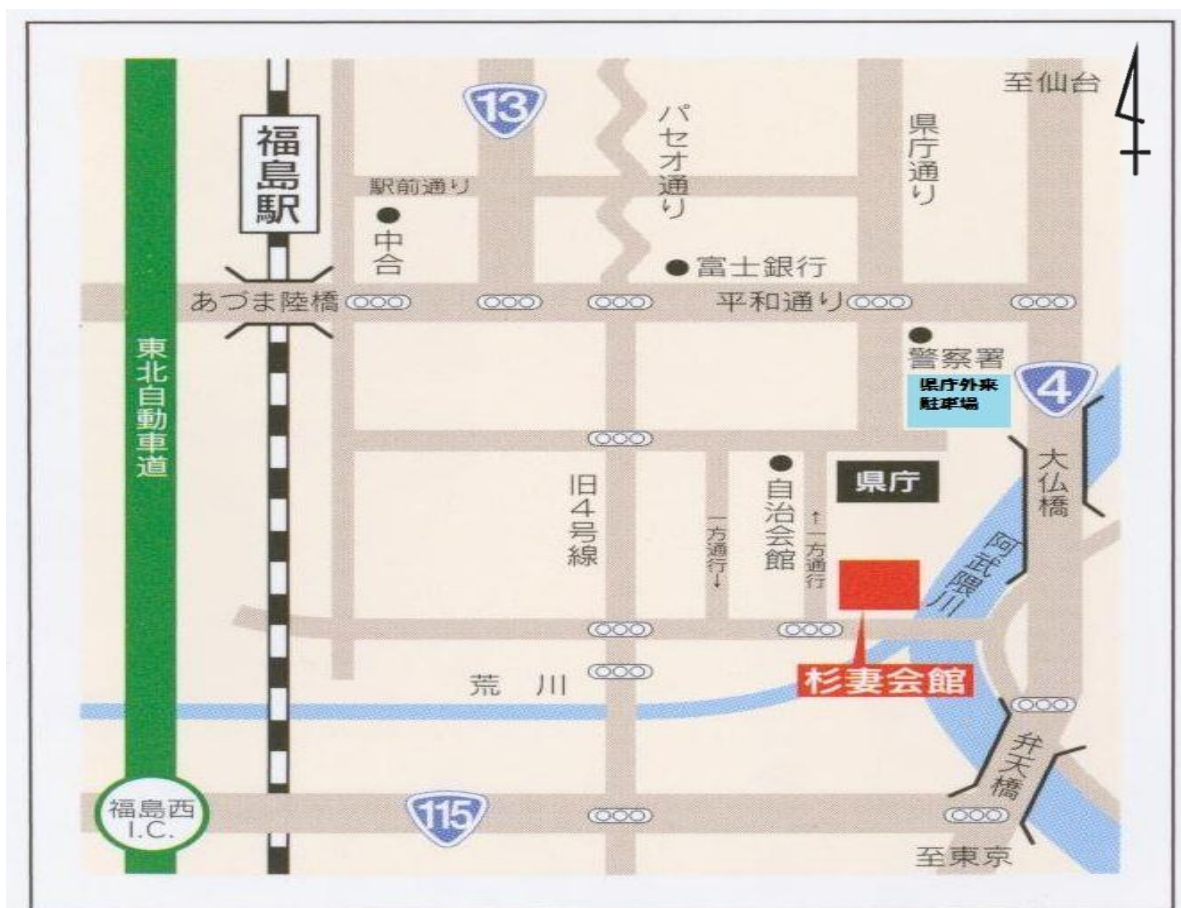 至仙台
13
福島駅
パセオ通り
県庁通り
駅前通り
中合
富士銀行
あづま陸橋
平和通り
警察署
東北自動車道
県庁外来
駐車場
4
大仏橋
県庁
旧4号線
一方通行↓
自治会館
↑一方通行
阿武隈川
杉妻会館
荒川
弁天橋
福島西
I.C.
115
至東京